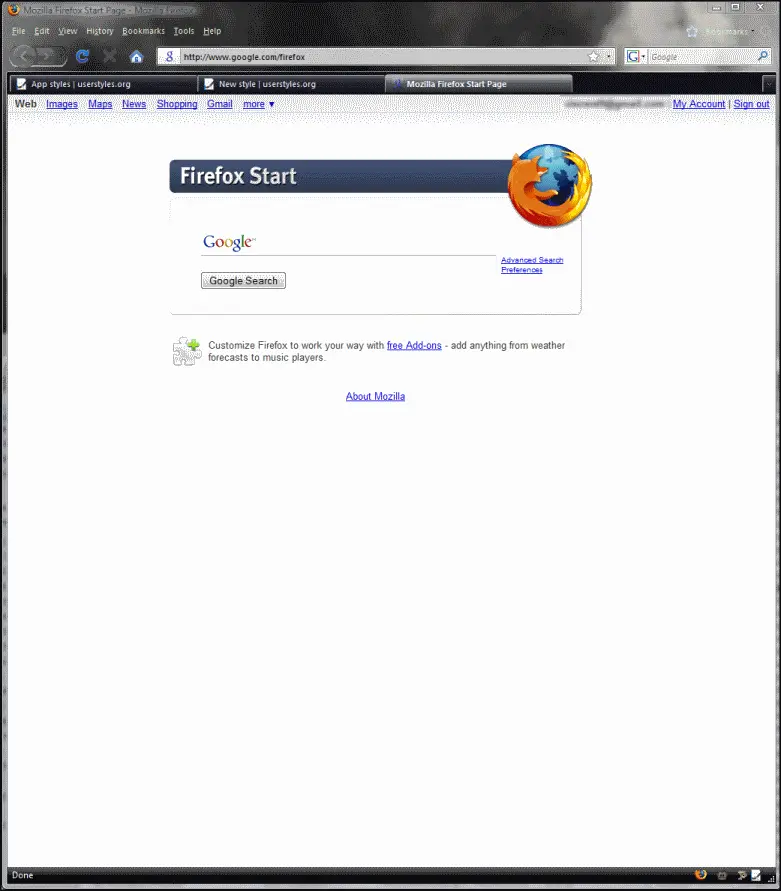 Mozilla Firefox Start Page - Mozilla Firefox
File Edit View History Bookmarks Tools Help
Bookmarks
http://www.google.com/firefox
Google
App styles | userstyles.org
New style | userstyles.org
Mozilla Firefox Start Page
Web Images Maps News Shopping Gmail more ▼
My Account | Sign out
Firefox Start
Google™
Advanced Search
Preferences
Google Search
Customize Firefox to work your way with free Add-ons - add anything from weather
forecasts to music players.
About Mozilla
Done